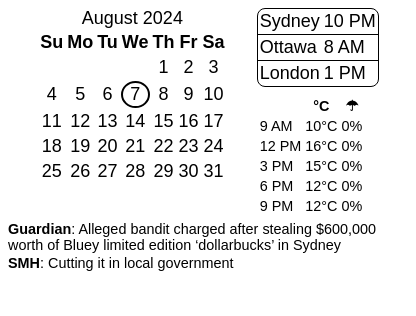 August 2024
Su Mo Tu We Th Fr Sa
1 2 3
4 5 6 7 8 9 10
11 12 13 14 15 16 17
18 19 20 21 22 23 24
25 26 27 28 29 30 31
Sydney 10 PM
Ottawa 8 AM
London 1 PM
°C ☂
9 AM 10°C 0%
12 PM 16°C 0%
3 PM 15°C 0%
6 PM 12°C 0%
9 PM 12°C 0%
Guardian: Alleged bandit charged after stealing $600,000
worth of Bluey limited edition ‘dollarbucks’ in Sydney
SMH: Cutting it in local government